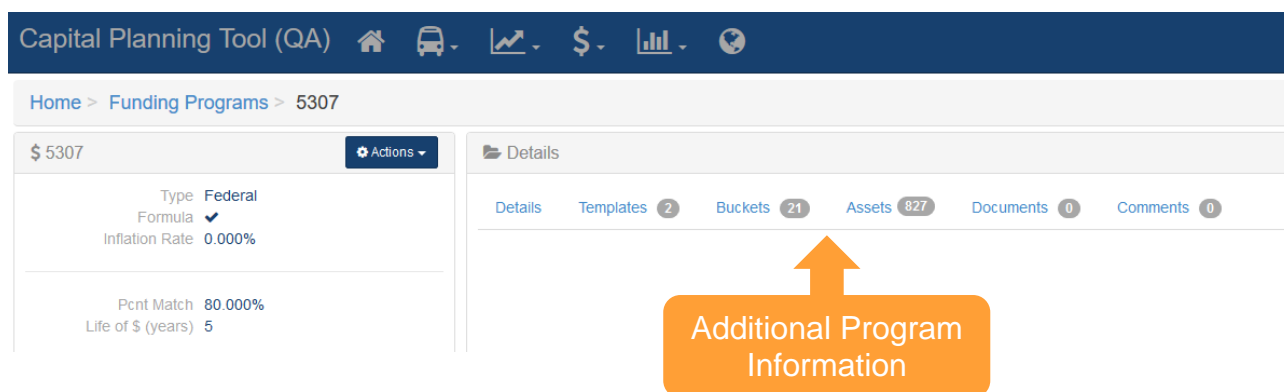 Capital Planning Tool (QA)
Home > Funding Programs > 5307
$ 5307
Actions
Type Federal
Formula ✔
Inflation Rate 0.000%
Pcnt Match 80.000%
Life of $ (years) 5
Details
Details Templates 2 Buckets 21 Assets 827 Documents 0 Comments 0
Additional Program
Information